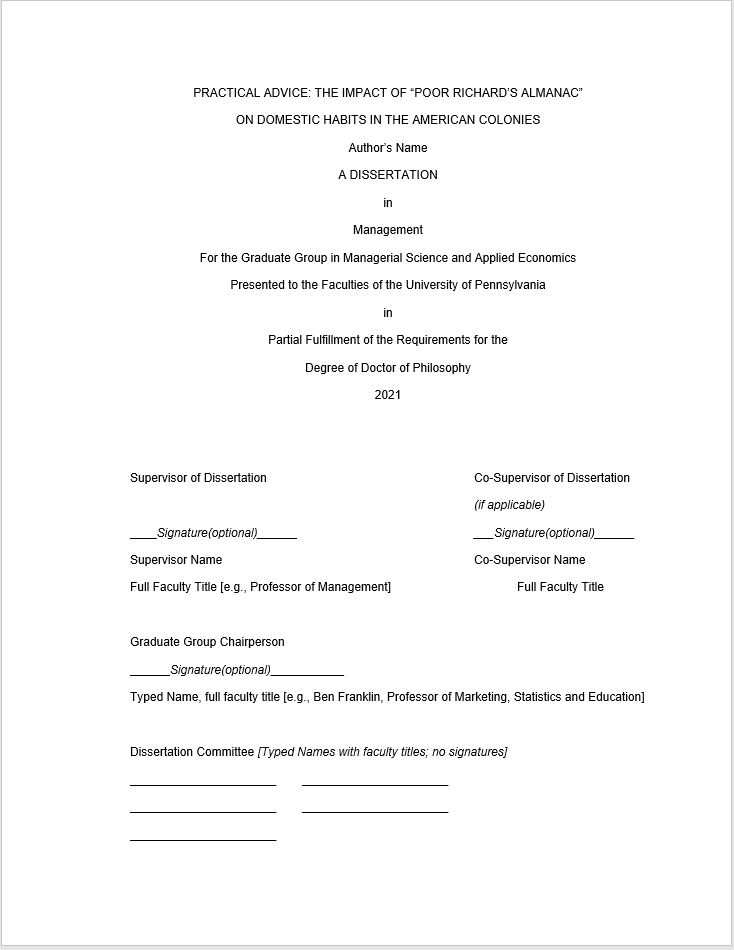 PRACTICAL ADVICE: THE IMPACT OF “POOR RICHARD’S ALMANAC”
ON DOMESTIC HABITS IN THE AMERICAN COLONIES
Author’s Name
A DISSERTATION
in
Management
For the Graduate Group in Managerial Science and Applied Economics
Presented to the Faculties of the University of Pennsylvania
in
Partial Fulfillment of the Requirements for the
Degree of Doctor of Philosophy
2021
Supervisor of Dissertation
Co-Supervisor of Dissertation
(if applicable)
____Signature(optional)______
___Signature(optional)______
Supervisor Name
Co-Supervisor Name
Full Faculty Title [e.g., Professor of Management]
Full Faculty Title
Graduate Group Chairperson
______Signature(optional)___________
Typed Name, full faculty title [e.g., Ben Franklin, Professor of Marketing, Statistics and Education]
Dissertation Committee [Typed Names with faculty titles; no signatures]